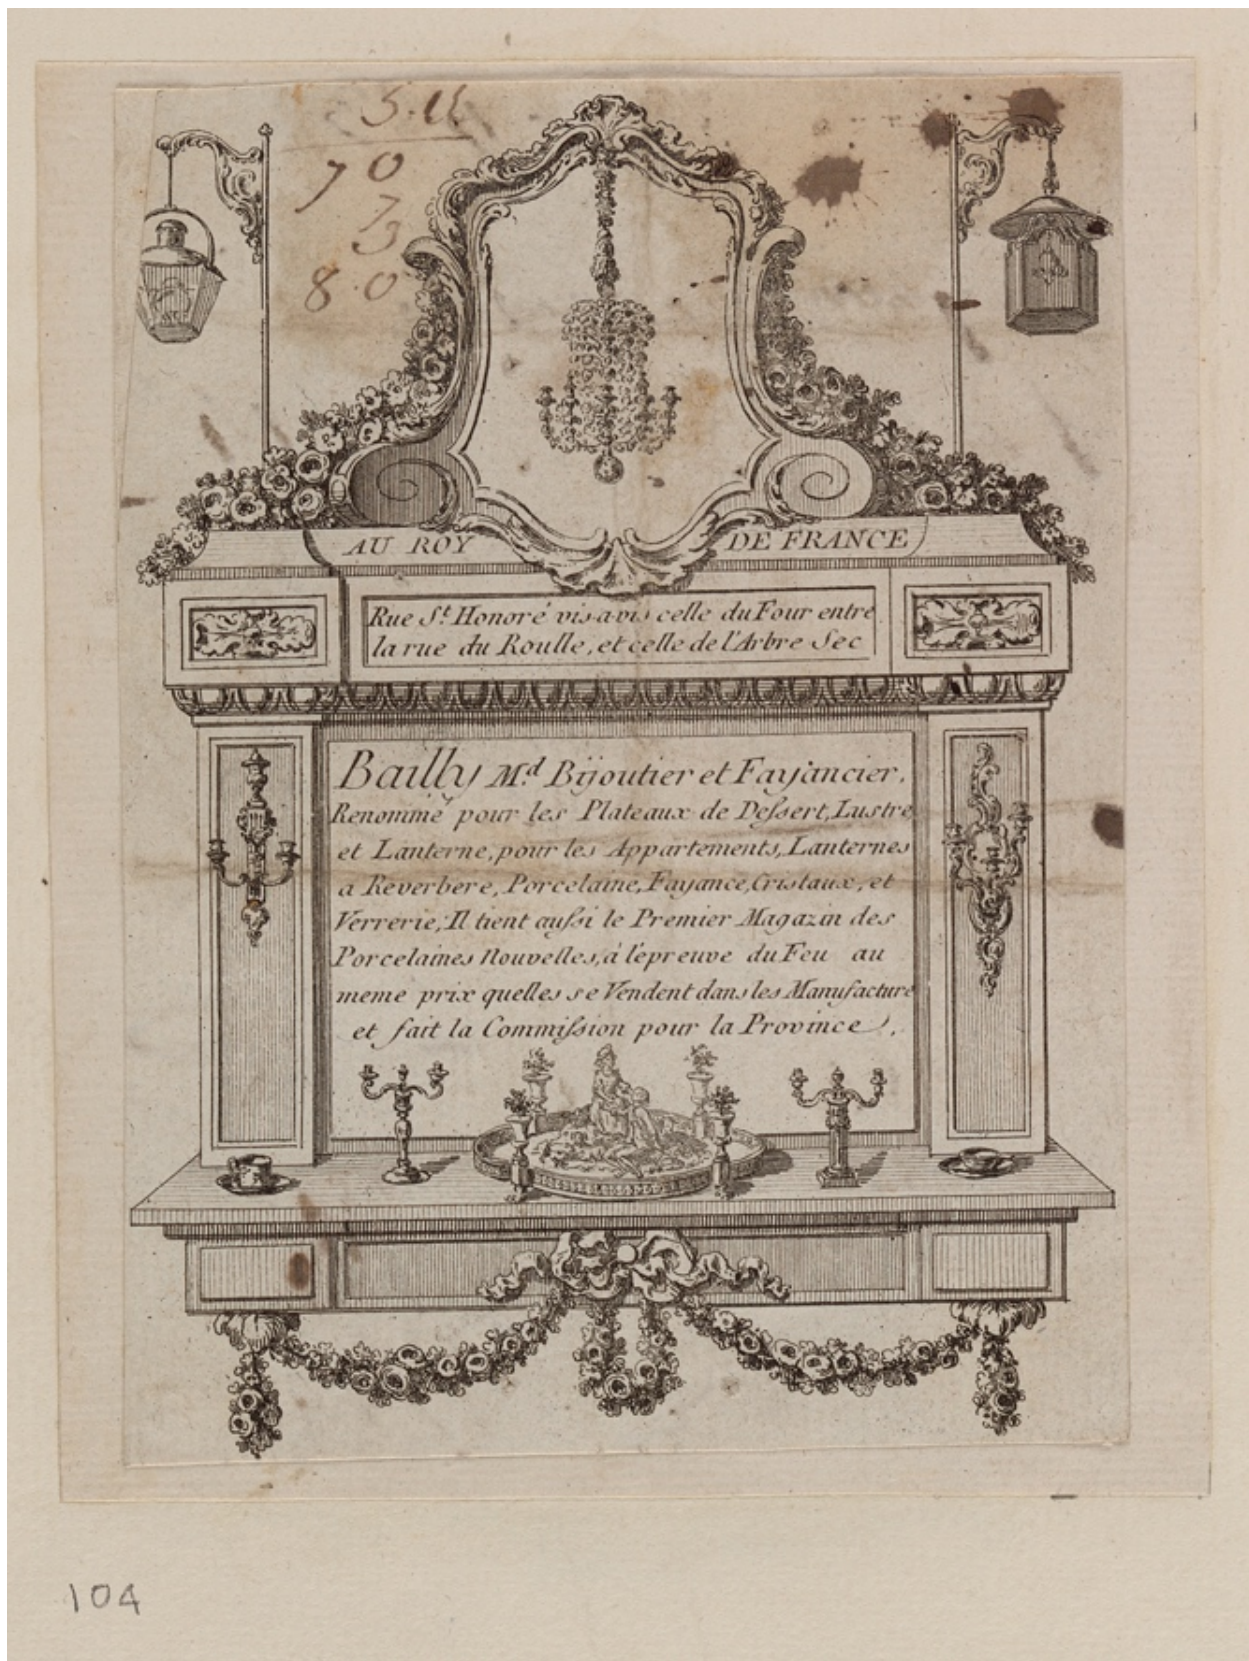 5.11
70
7
3
8.0
AU ROY DE FRANCE
Rue St. Honoré vis-a-vis celle du Four entre
la rue du Roulle, et celle de l'Arbre Sec
Bailly Md. Bijoutier et Fayancier,
Renommé pour les Plateaux de Dessert, Lustre
et Lanterne, pour les Appartements, Lanternes
a Reverbere, Porcelaine, Fayance, Cristaux, et
Verrerie, Il tient aussi le Premier Magazin des
Porcelaines Nouvelles, à l'epreuve du Feu au
meme prix quelles se Vendent dans les Manufacture
et fait la Commission pour la Province.
104